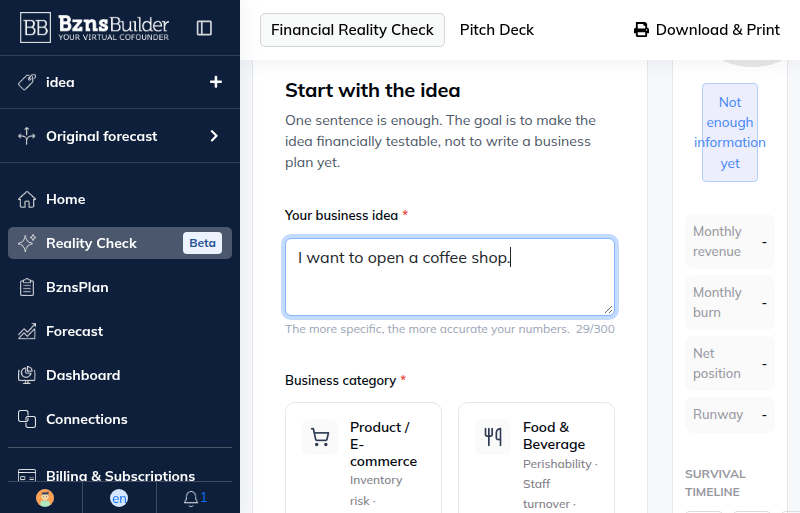 BB BznsBuilder
YOUR VIRTUAL COFOUNDER
idea
Original forecast
Home
Reality Check Beta
BznsPlan
Forecast
Dashboard
Connections
Billing & Subscriptions
en
1
Financial Reality Check
Pitch Deck
Download & Print
Start with the idea
One sentence is enough. The goal is to make the
idea financially testable, not to write a business
plan yet.
Your business idea *
I want to open a coffee shop.
The more specific, the more accurate your numbers. 29/300
Business category *
Product /
E-
commerce
Inventory
risk ·
Food &
Beverage
Perishability ·
Staff
turnover ·
Not
enough
information
yet
Monthly
revenue -
Monthly
burn -
Net
position -
Runway -
SURVIVAL
TIMELINE